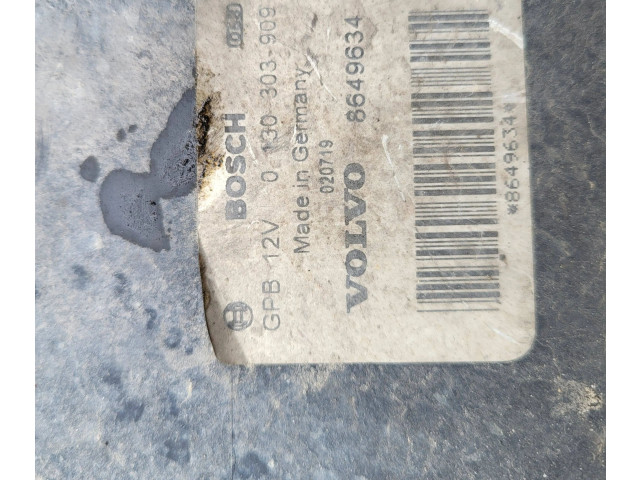 BOSCH
GPB 12V 0 130 303-909
Made in Germany
020719
VOLVO 8649634
*8649634*